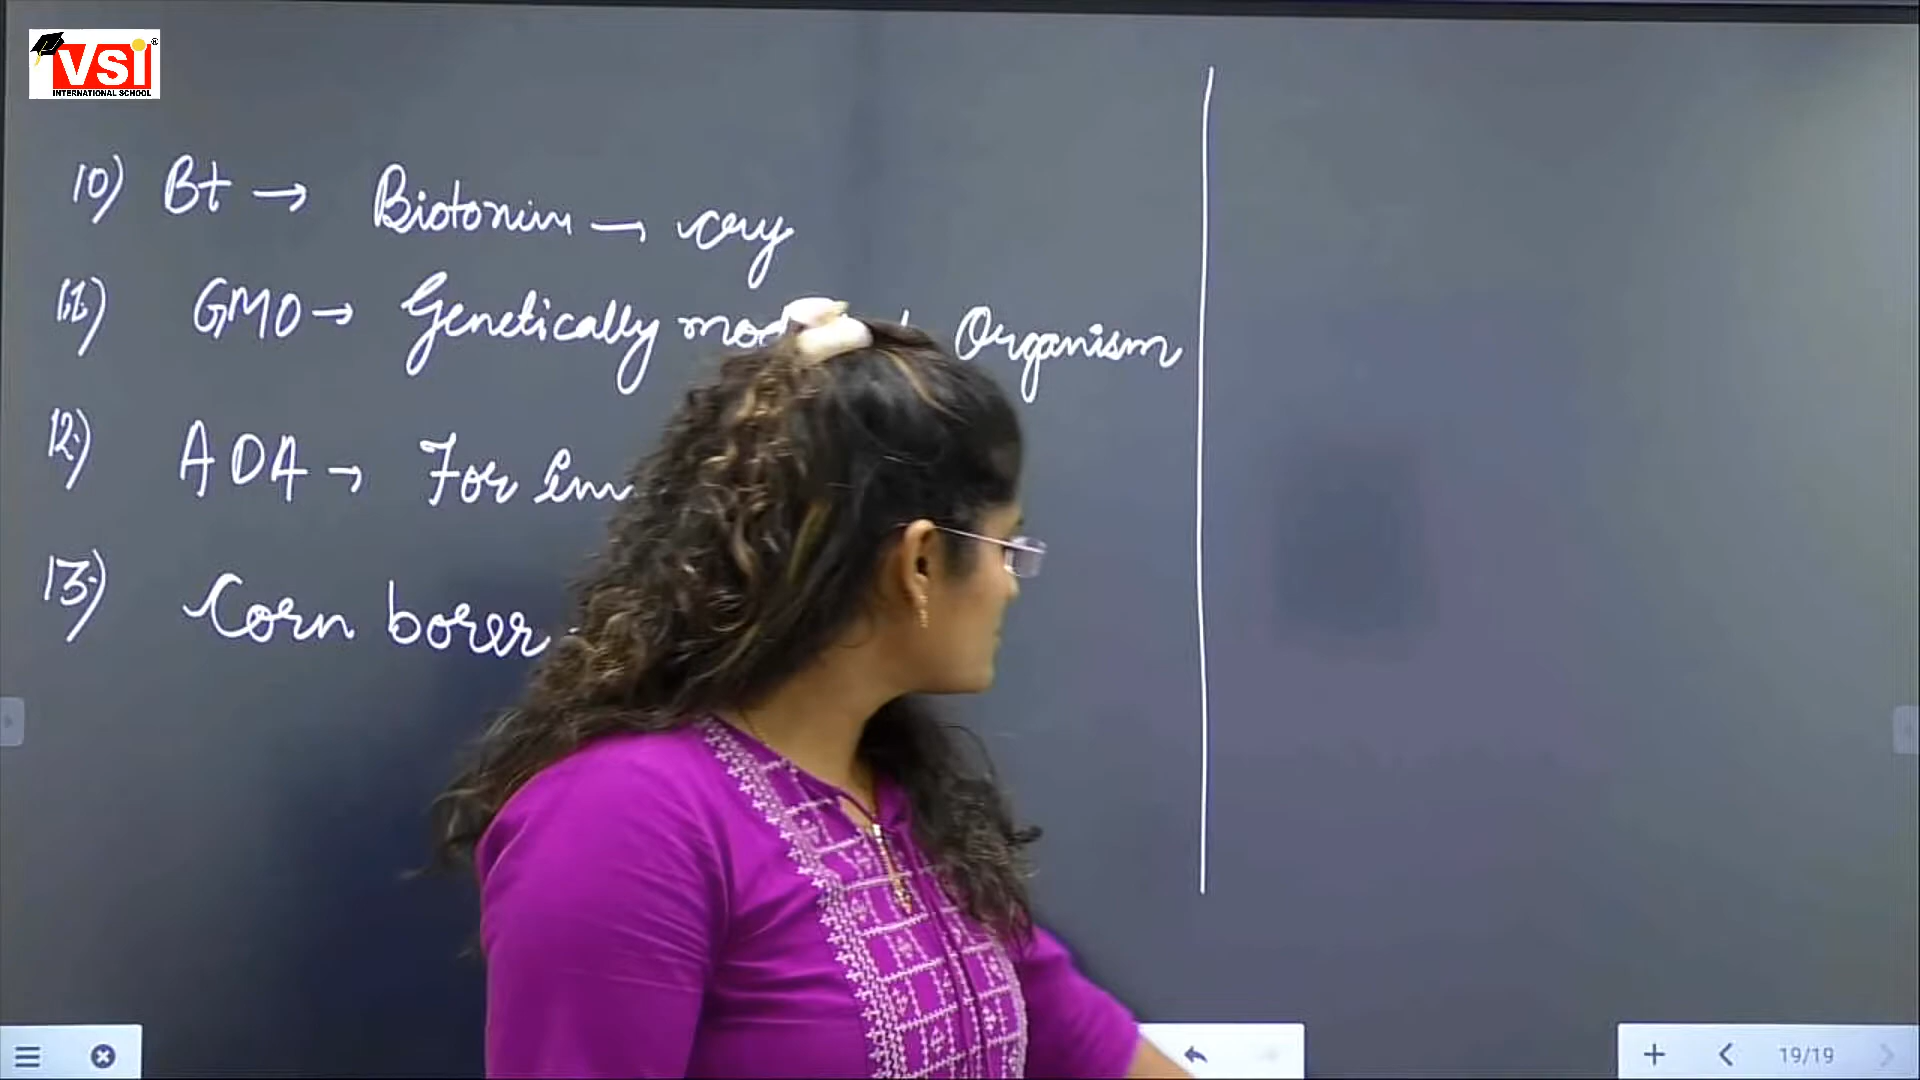 VSI
INTERNATIONAL SCHOOL
10) Bt → Biotoxin → cry
11.) GMO → Genetically Organism
12.) ADA → For
13.) Corn borer
19/19